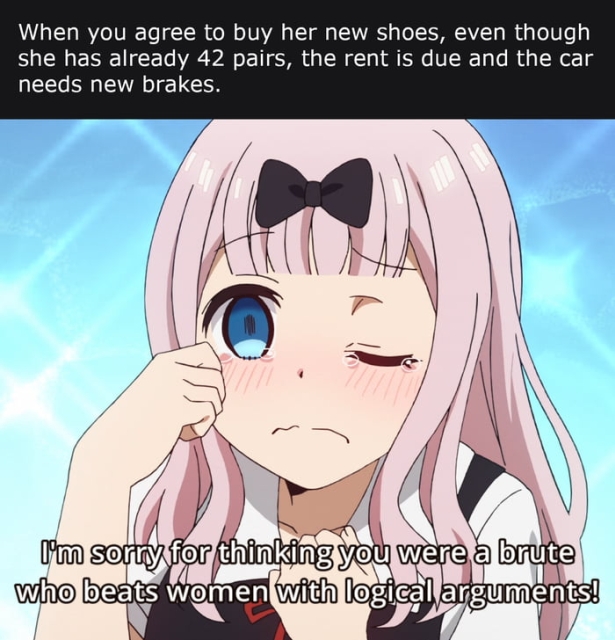 When you agree to buy her new shoes, even though
she has already 42 pairs, the rent is due and the car
needs new brakes.
I'm sorry for thinking you were a brute
who beats women with logical arguments!